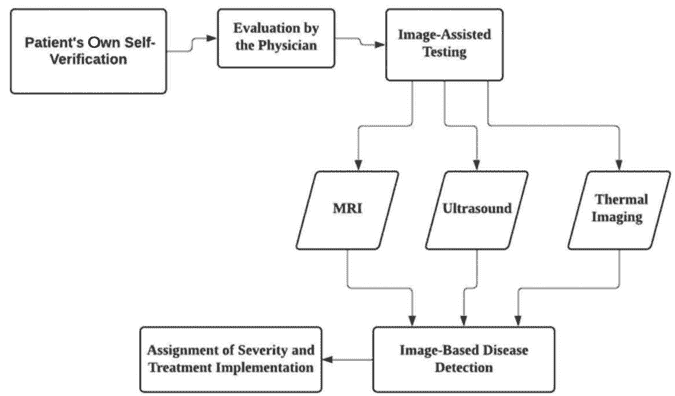 Patient's Own Self-
Verification
Evaluation by
the Physician
Image-Assisted
Testing
MRI
Ultrasound
Thermal
Imaging
Image-Based Disease
Detection
Assignment of Severity and
Treatment Implementation